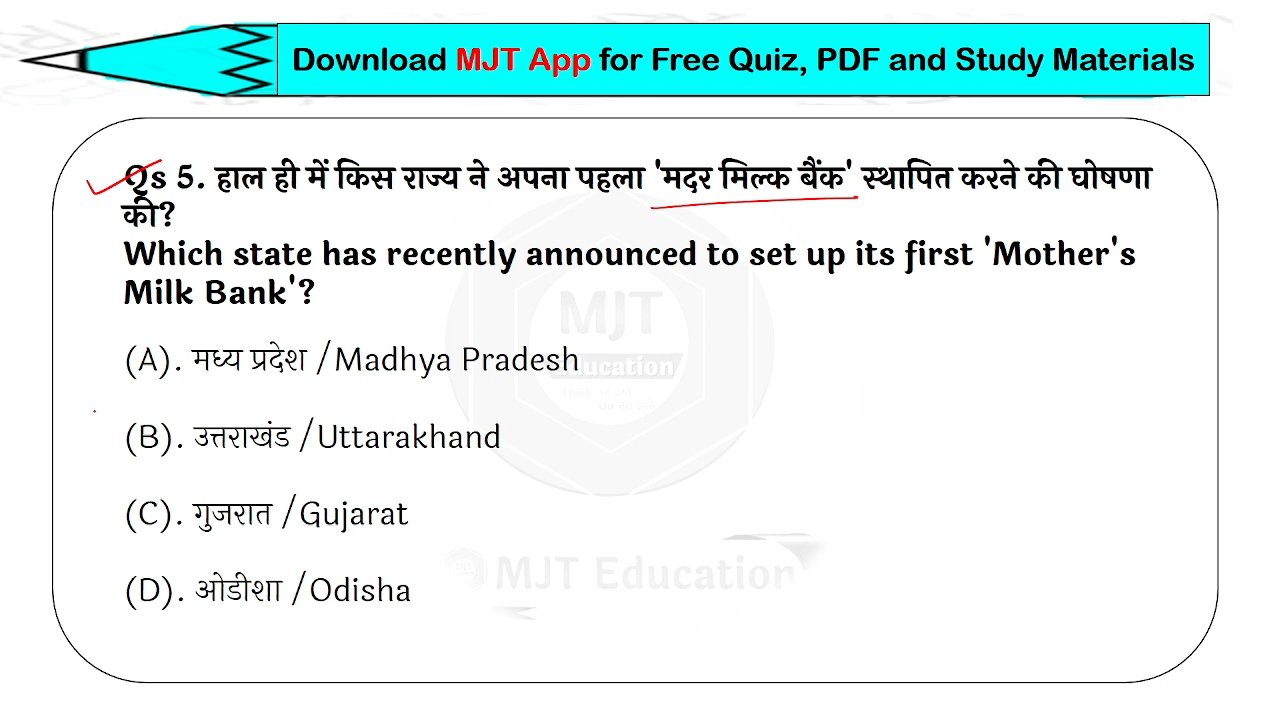 Download MJT App for Free Quiz, PDF and Study Materials
Qs 5. हाल ही में किस राज्य ने अपना पहला 'मदर मिल्क बैंक' स्थापित करने की घोषणा
की?
Which state has recently announced to set up its first 'Mother's
Milk Bank'?
(A). मध्य प्रदेश /Madhya Pradesh
(B). उत्तराखंड /Uttarakhand
(C). गुजरात /Gujarat
(D). ओडीशा /Odisha
MJT
Education
MJT Education